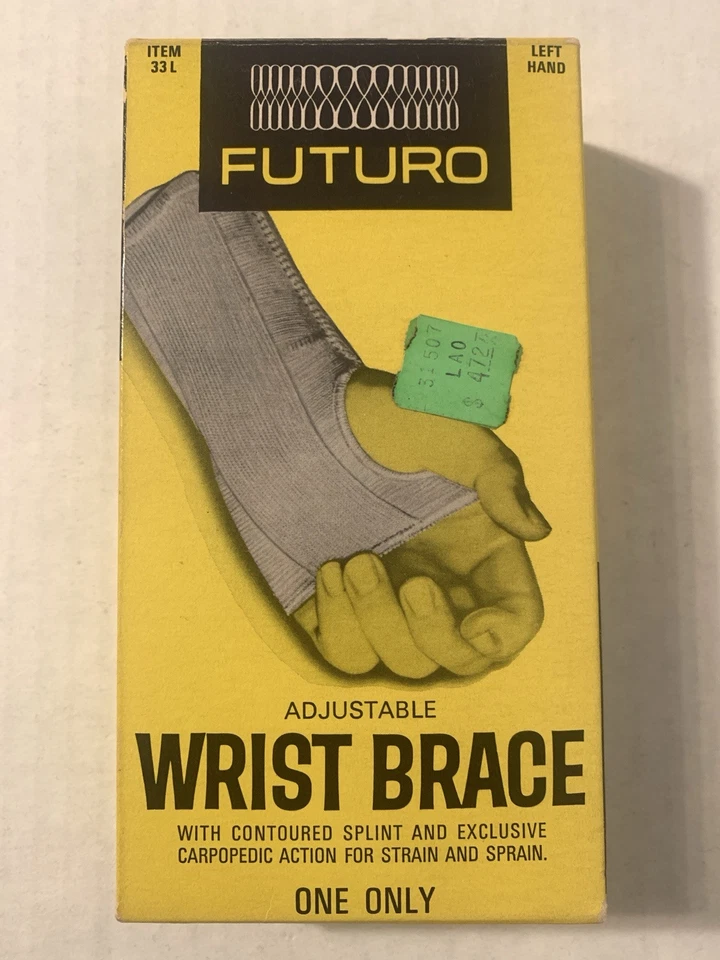 ITEM
33 L
LEFT
HAND
FUTURO
31507
LAO
$ 4.72
ADJUSTABLE
WRIST BRACE
WITH CONTOURED SPLINT AND EXCLUSIVE
CARPOPEDIC ACTION FOR STRAIN AND SPRAIN.
ONE ONLY